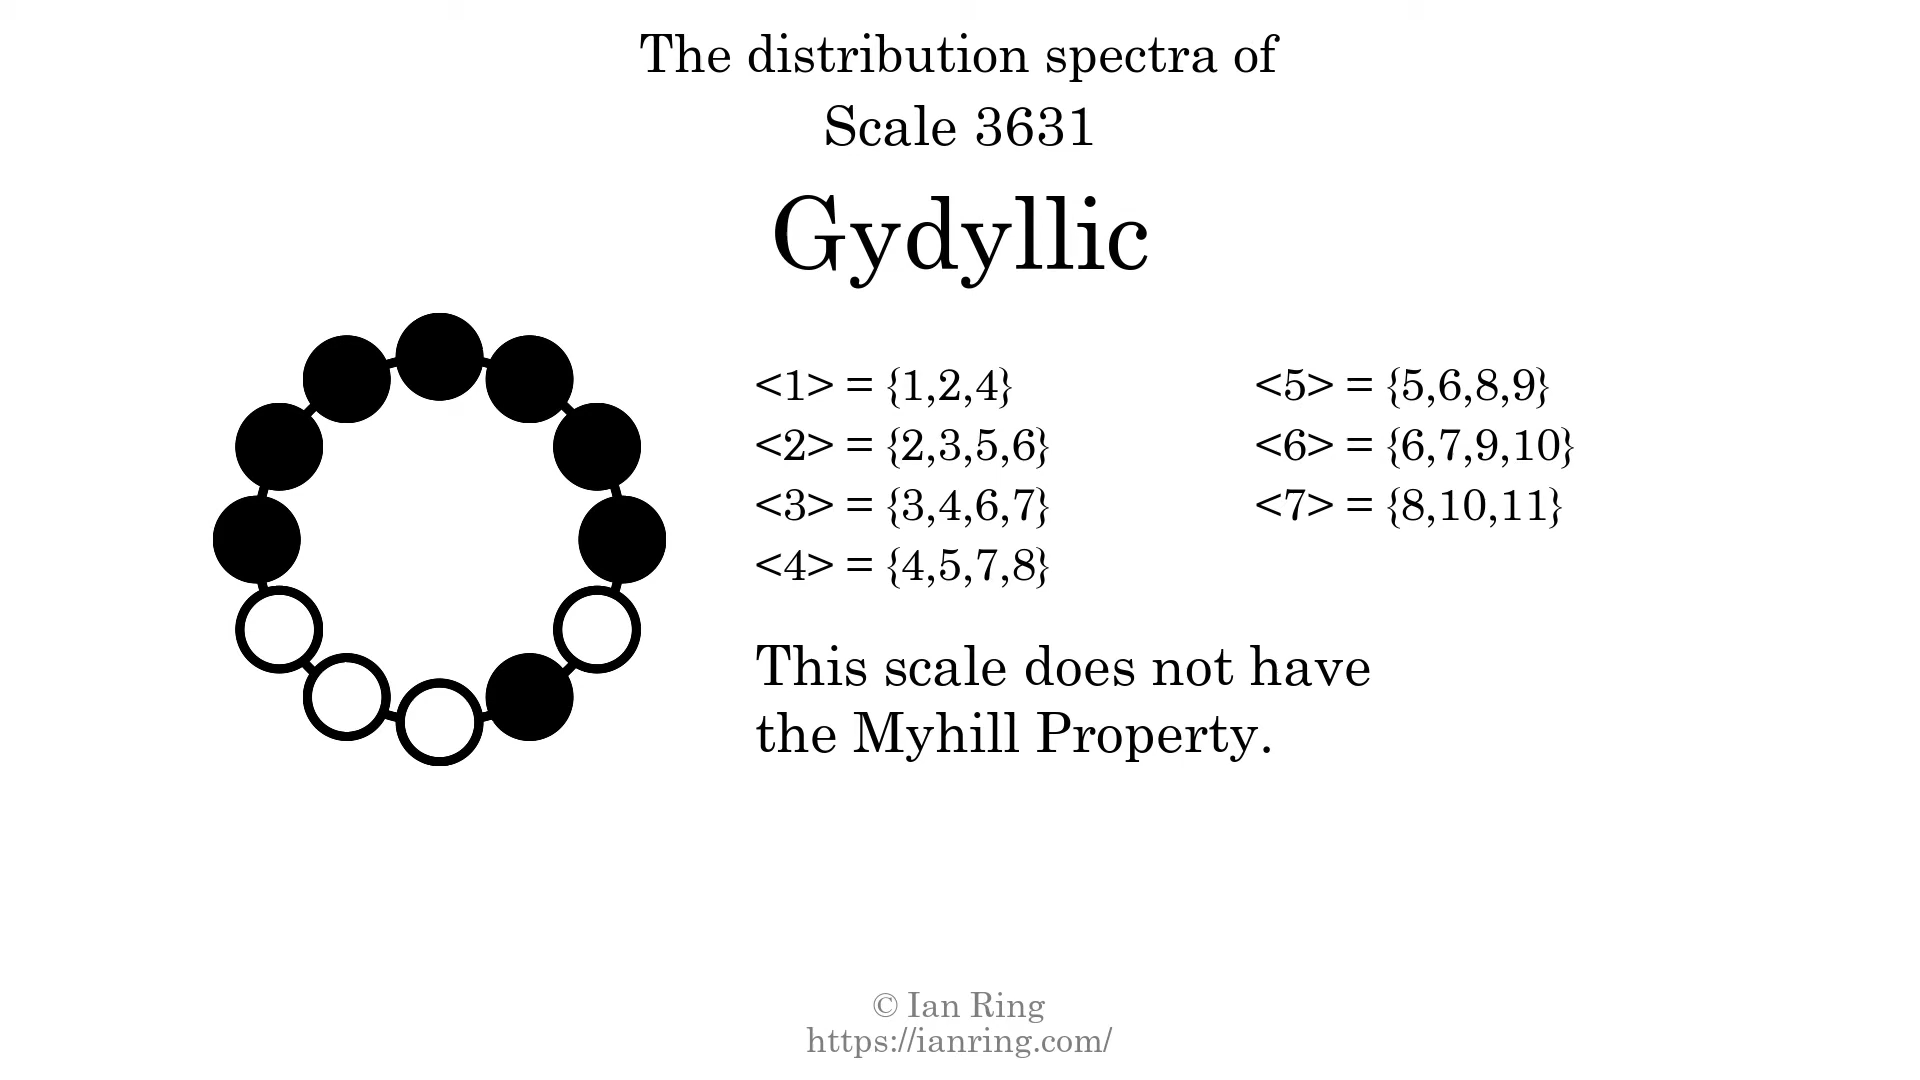 The distribution spectra of
Scale 3631
Gydyllic
<1> = {1,2,4}
<2> = {2,3,5,6}
<3> = {3,4,6,7}
<4> = {4,5,7,8}
<5> = {5,6,8,9}
<6> = {6,7,9,10}
<7> = {8,10,11}
This scale does not have
the Myhill Property.
© Ian Ring
https://ianring.com/